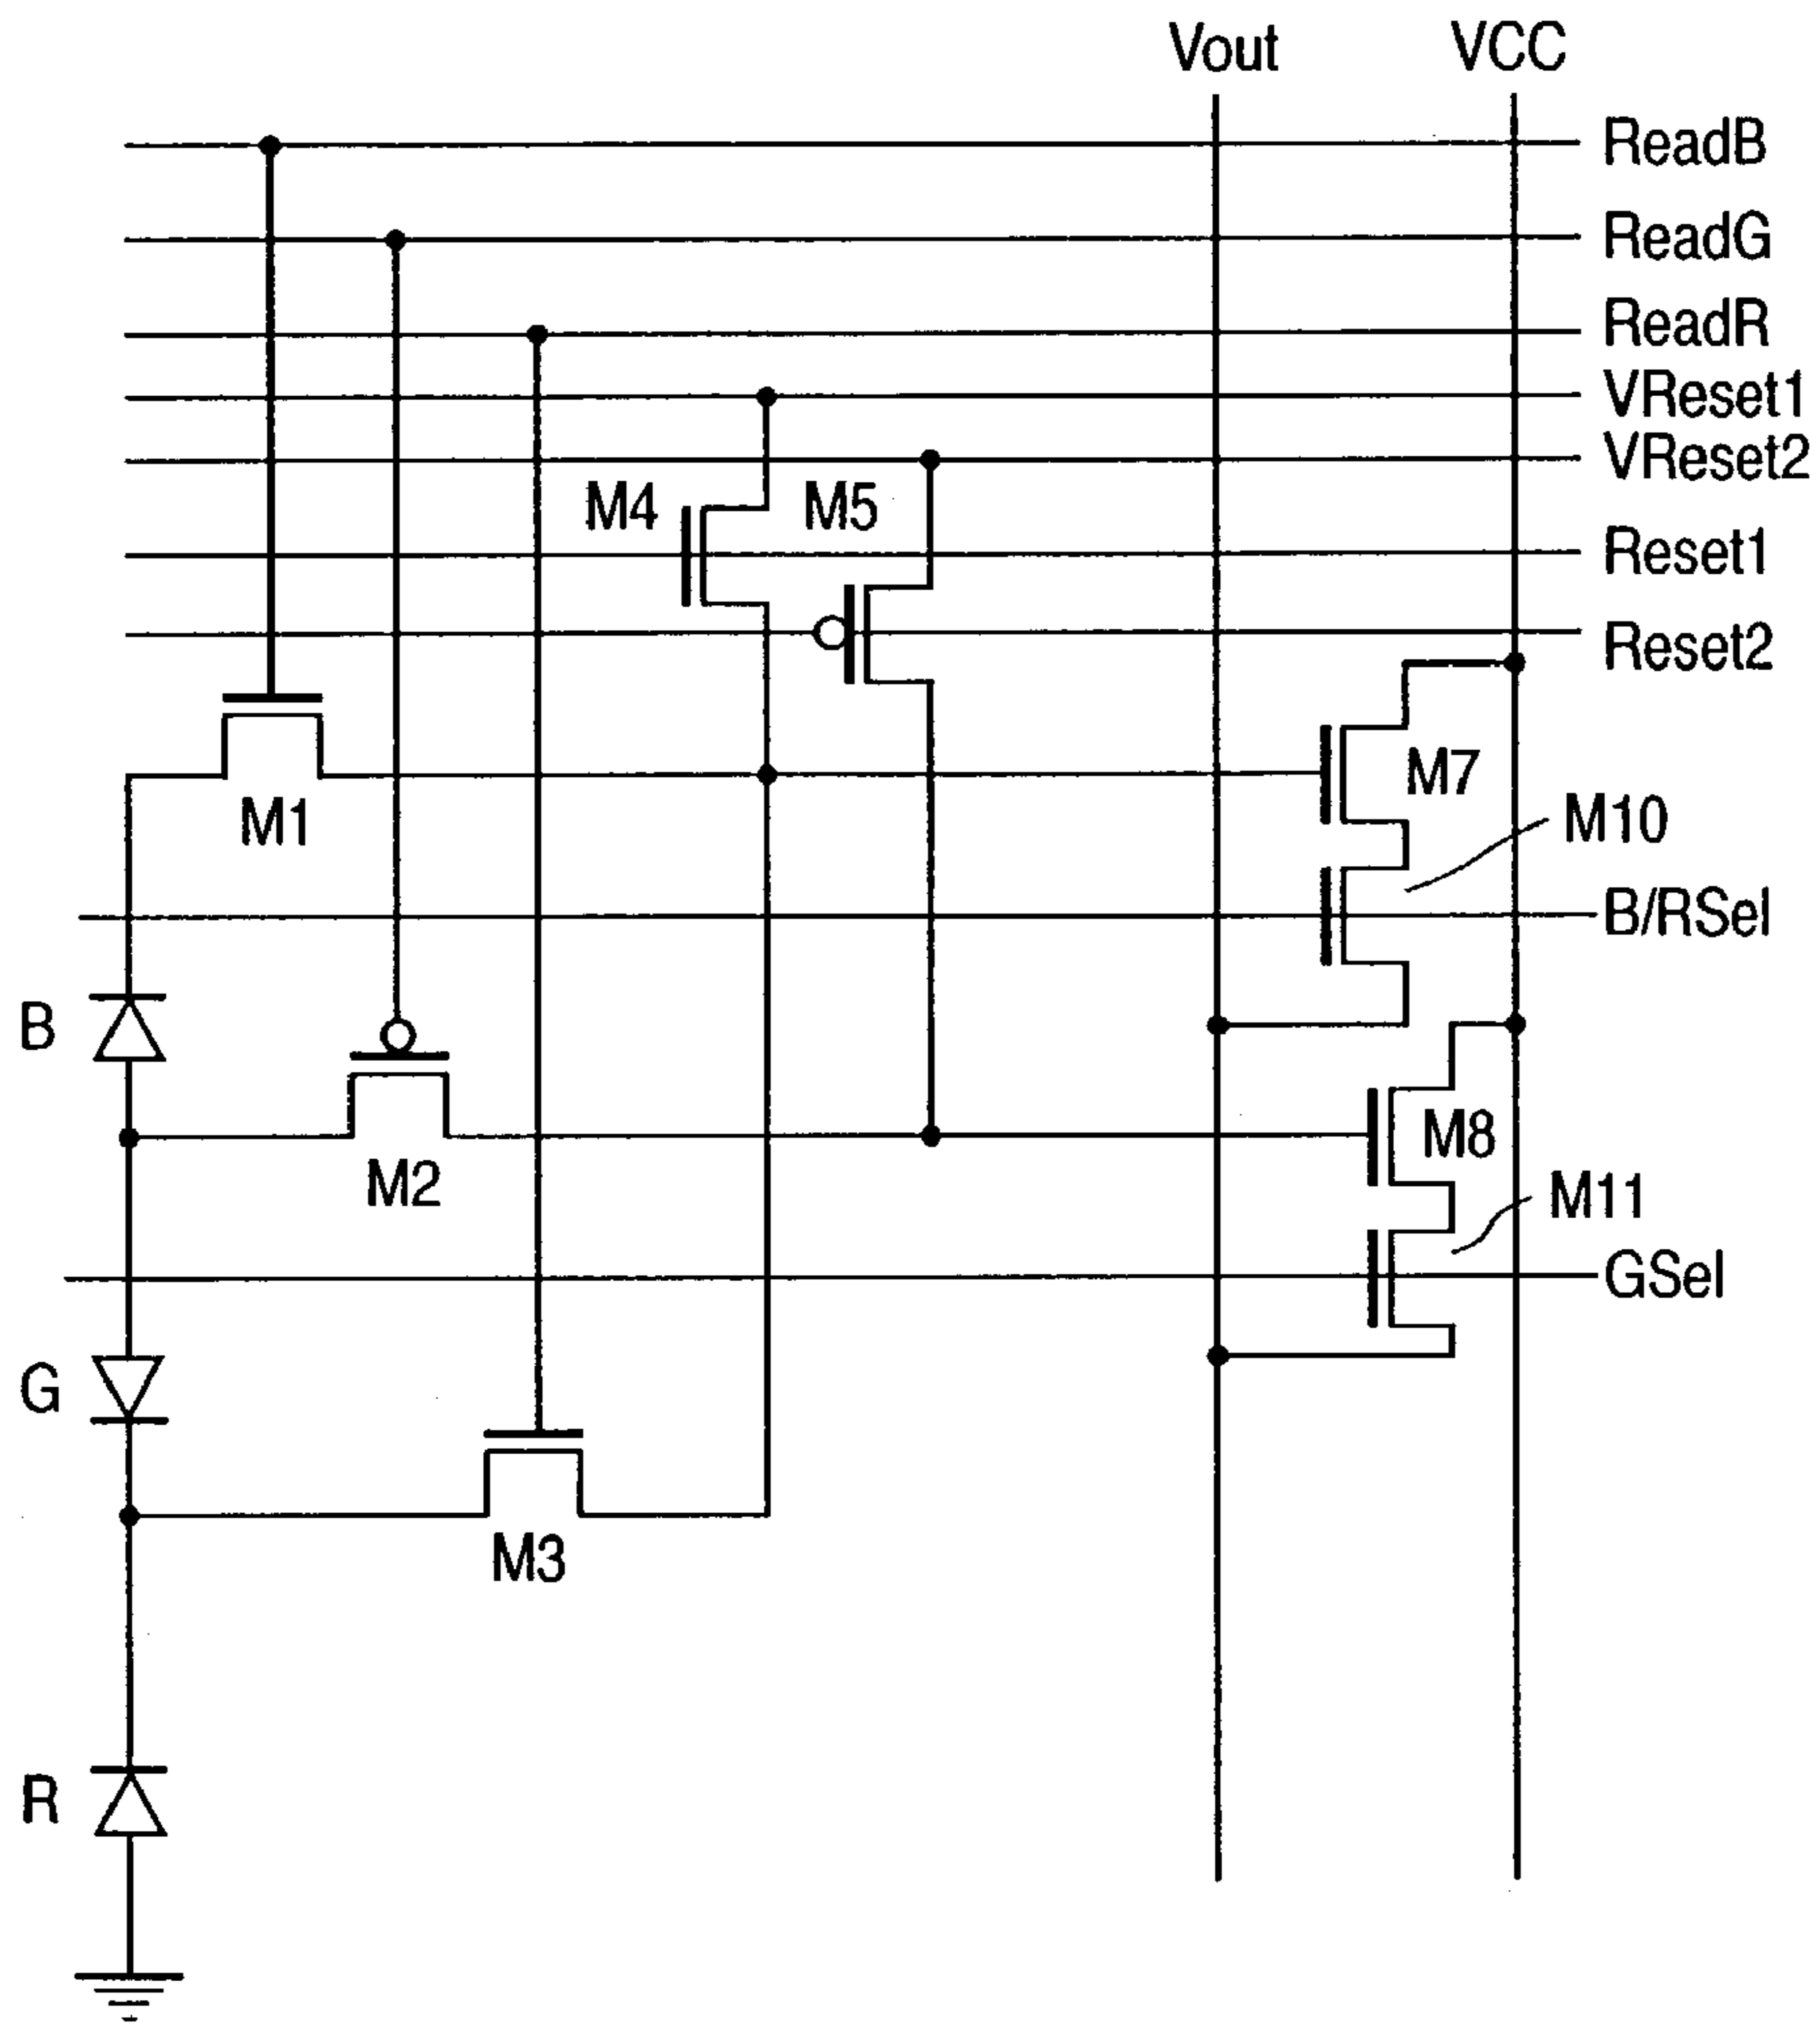 Vout VCC
ReadB
ReadG
ReadR
VReset1
VReset2
M4 M5
Reset1
Reset2
M7
M1 M10
B/RSel
B
M8
M2 M11
GSel
G
M3
R